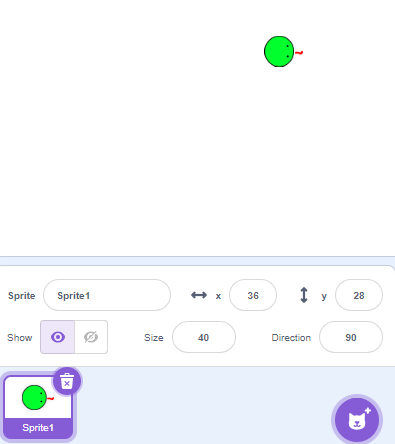 Sprite Sprite1 x 36 y 28
Show Size 40 Direction 90
Sprite1